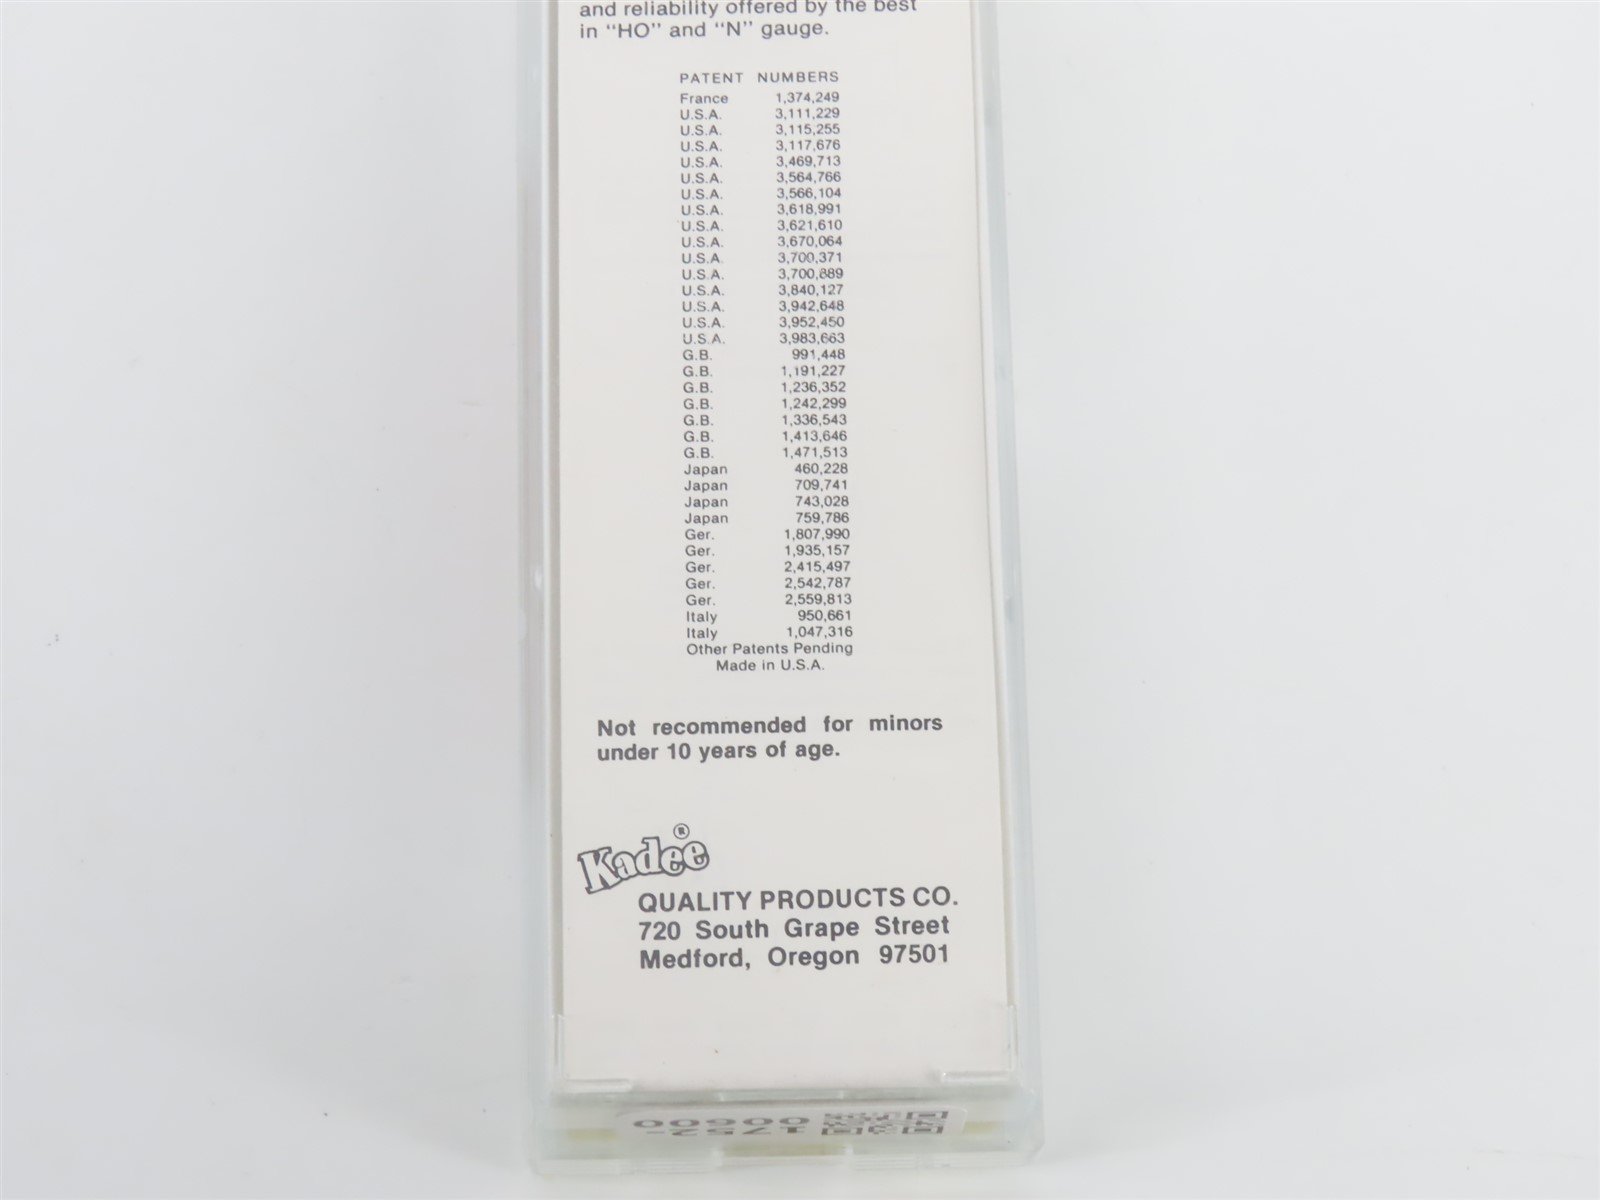 and reliability offered by the best
in "HO" and "N" gauge.
PATENT NUMBERS
France 1,374,249
U.S.A. 3,111,229
U.S.A. 3,115,255
U.S.A. 3,117,676
U.S.A. 3,469,713
U.S.A. 3,564,766
U.S.A. 3,566,104
U.S.A. 3,618,991
U.S.A. 3,621,610
U.S.A. 3,670,064
U.S.A. 3,700,371
U.S.A. 3,700,889
U.S.A. 3,840,127
U.S.A. 3,942,648
U.S.A. 3,952,450
U.S.A. 3,983,663
G.B. 991,448
G.B. 1,191,227
G.B. 1,236,352
G.B. 1,242,299
G.B. 1,336,543
G.B. 1,413,646
G.B. 1,471,513
Japan 460,228
Japan 709,741
Japan 743,028
Japan 759,786
Ger. 1,807,990
Ger. 1,935,157
Ger. 2,415,497
Ger. 2,542,787
Ger. 2,559,813
Italy 950,661
Italy 1,047,316
Other Patents Pending
Made in U.S.A.
Not recommended for minors
under 10 years of age.
Kadee®
QUALITY PRODUCTS CO.
720 South Grape Street
Medford, Oregon 97501